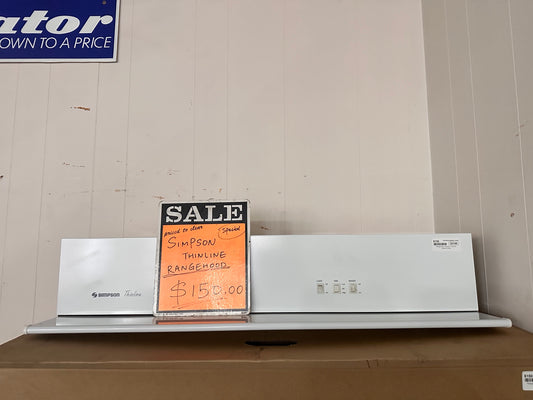 ator
OWN TO A PRICE
SALE
priced to clear
Special
SIMPSON
THINLINE
RANGEHOOD
$150.00
SIMPSON Thinline